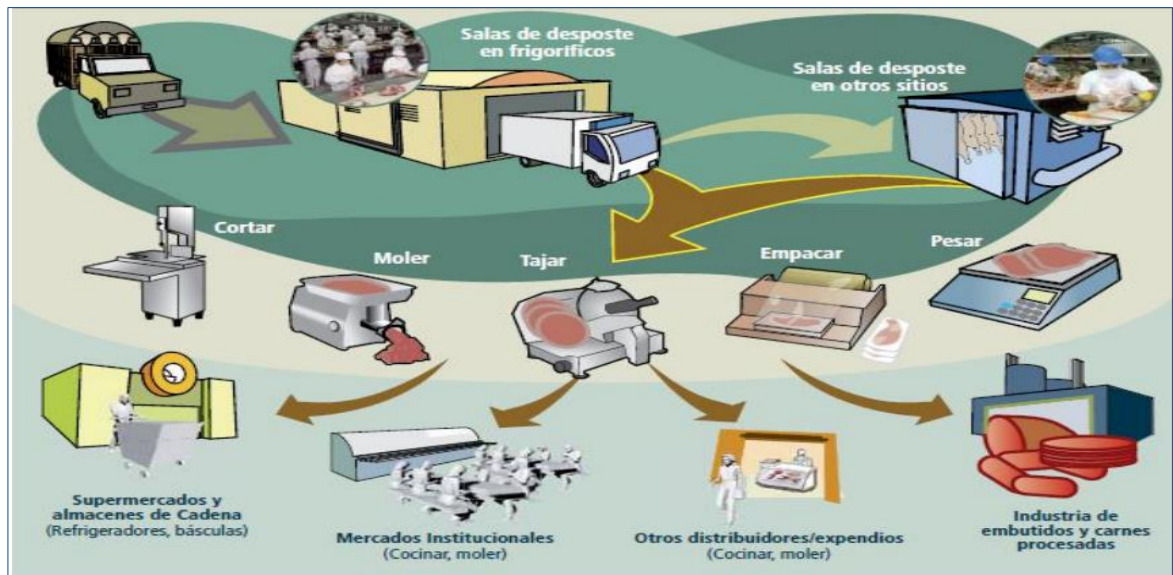 Salas de desposte
en frigoríficos
Salas de desposte
en otros sitios
Cortar
Moler
Tajar
Empacar
Pesar
Supermercados y
almacenes de Cadena
(Refrigeradores, básculas)
Mercados Institucionales
(Cocinar, moler)
Otros distribuidores/expendios
(Cocinar, moler)
Industria de
embutidos y carnes
procesadas